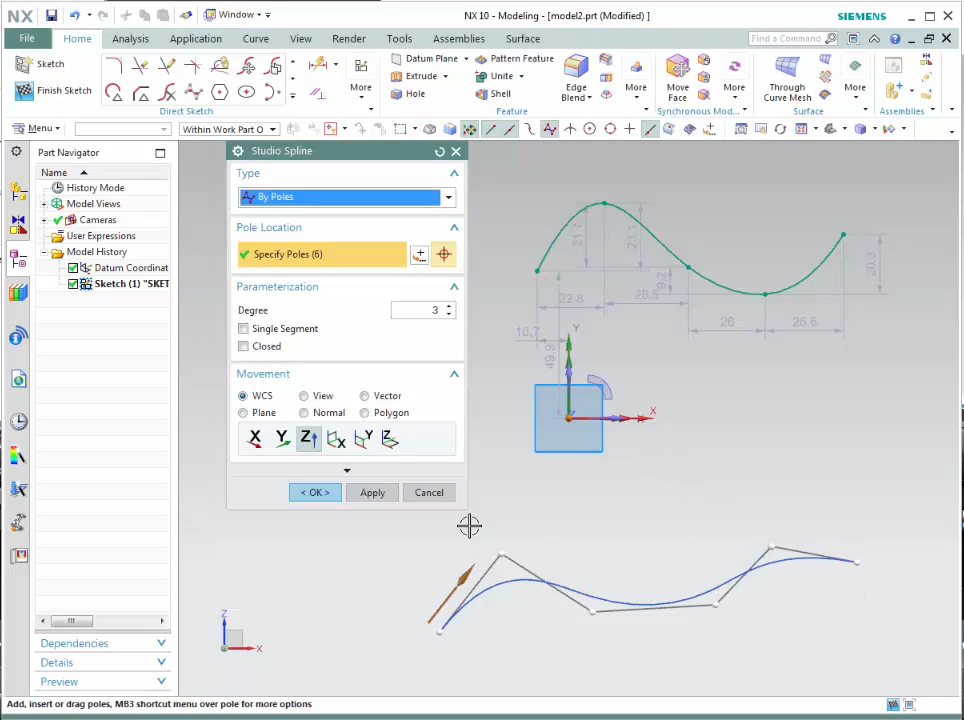 NX
Window
NX 10 - Modeling - [model2.prt (Modified) ]
SIEMENS
File Home Analysis Application Curve View Render Tools Assemblies Surface
Find a Command
Sketch
Finish Sketch
More
Direct Sketch
Datum Plane
Extrude
Hole
Pattern Feature
Unite
Shell
Edge
Blend
More
Feature
Move
Face
More
Synchronous Mod...
Through
Curve Mesh
More
Surface
Assemblies
Menu
Within Work Part O
Part Navigator
Name
History Mode
Model Views
Cameras
User Expressions
Model History
Datum Coordinat
Sketch (1) "SKET
Dependencies
Details
Preview
Studio Spline
Type
By Poles
Pole Location
Specify Poles (6)
Parameterization
Degree 3
Single Segment
Closed
Movement
WCS View Vector
Plane Normal Polygon
X Y Z X Y Z
< OK > Apply Cancel
21.7
23.1
9.2
20.3
22.8
28.5
26
26.6
10.7
49.9
Y
X
Z
X
Add, insert or drag poles, MB3 shortcut menu over pole for more options